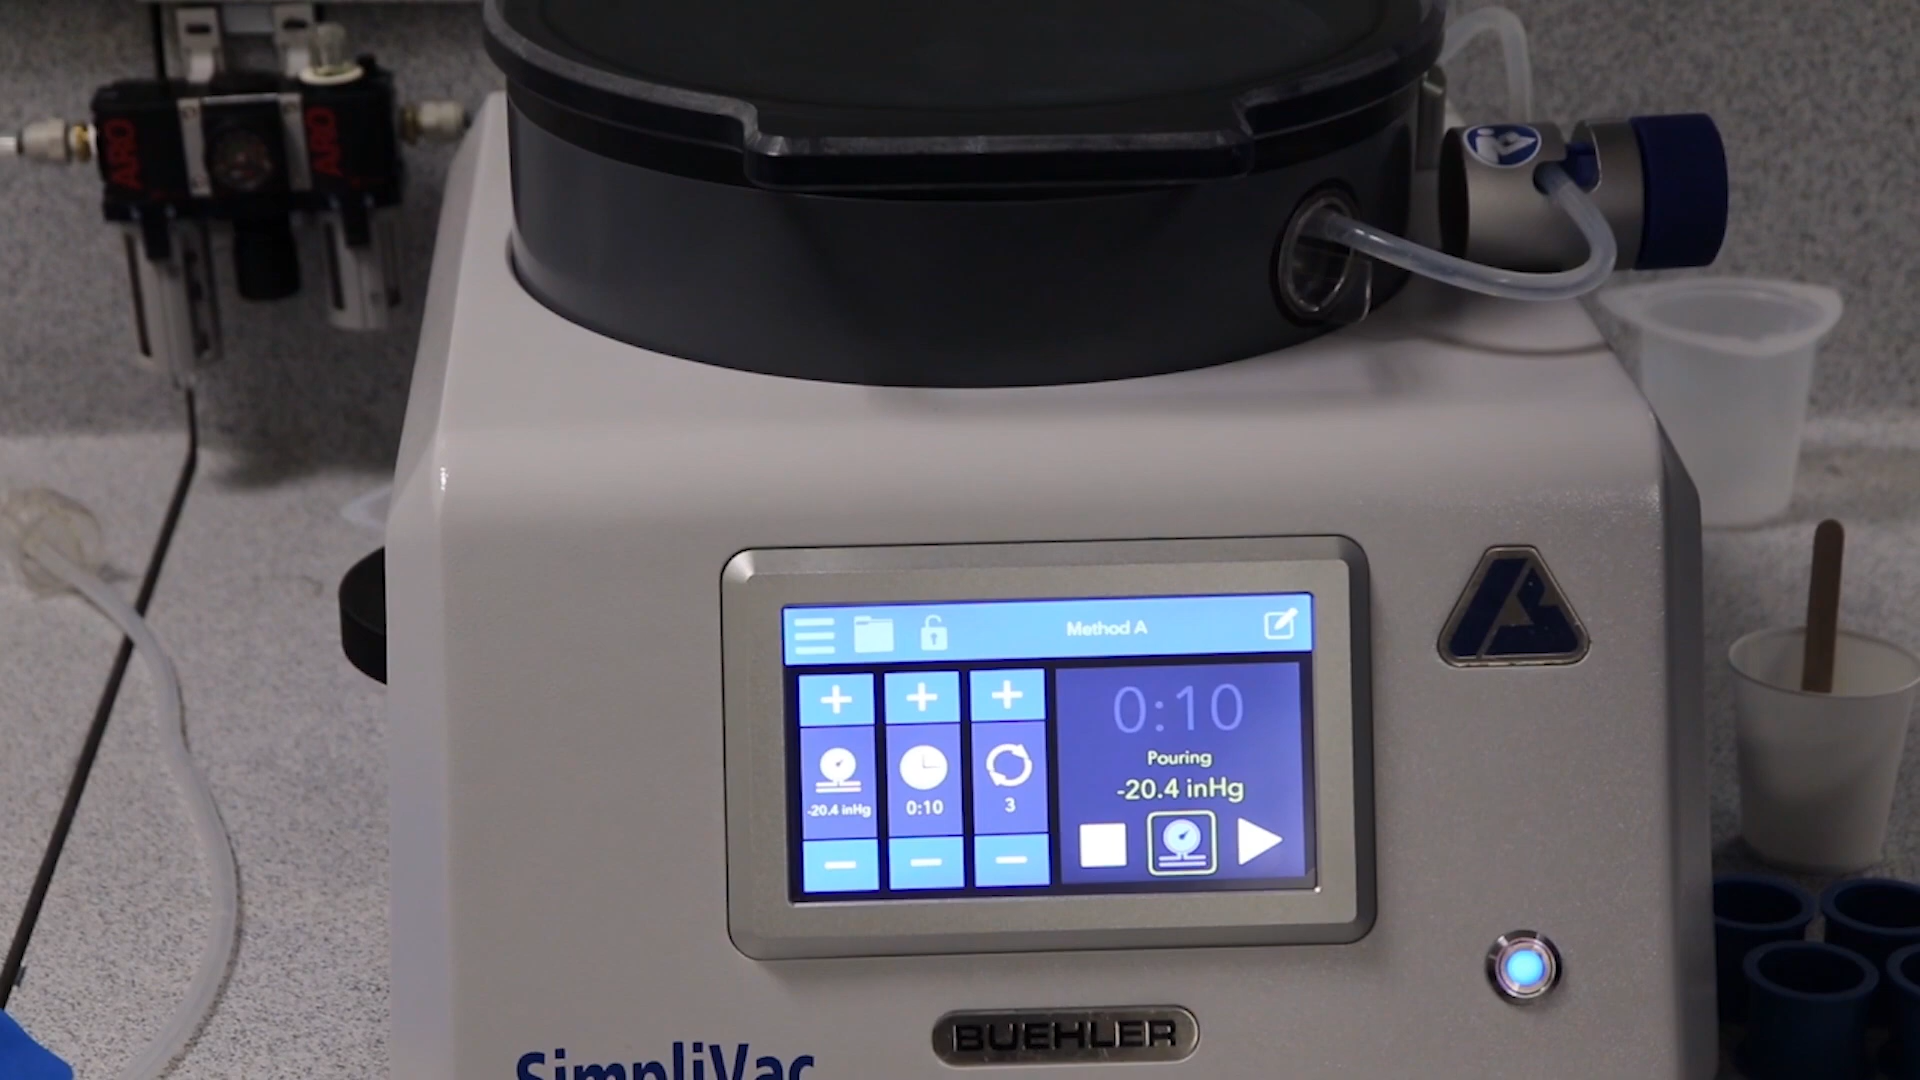 ARO
ARO
Method A
0:10
Pouring
-20.4 inHg
-20.4 inHg
0:10
3
BUEHLER
SimpliVac